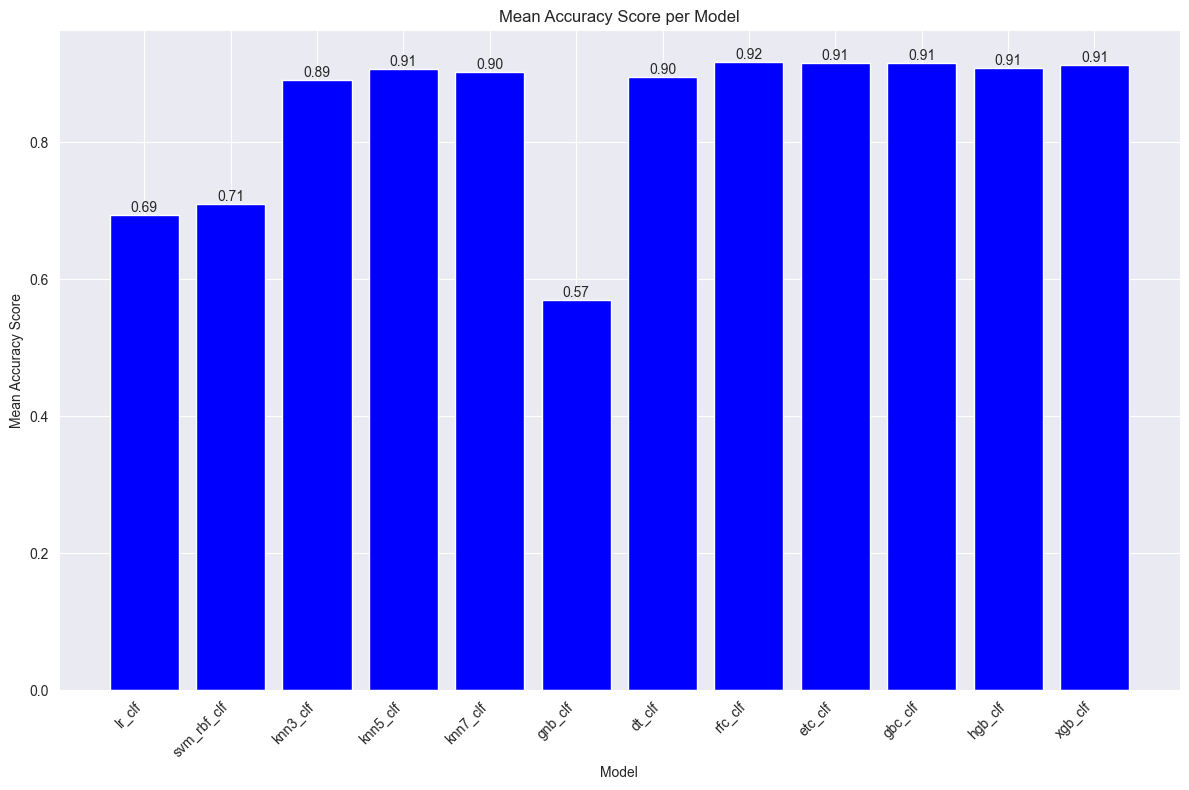 Mean Accuracy Score per Model
Mean Accuracy Score
0.8
0.6
0.4
0.2
0.0
0.69
0.71
0.89
0.91
0.90
0.57
0.90
0.92
0.91
0.91
0.91
0.91
lr_clf
svm_rbf_clf
knn3_clf
knn5_clf
knn7_clf
gnb_clf
dt_clf
rfc_clf
etc_clf
gbc_clf
hgb_clf
xgb_clf
Model